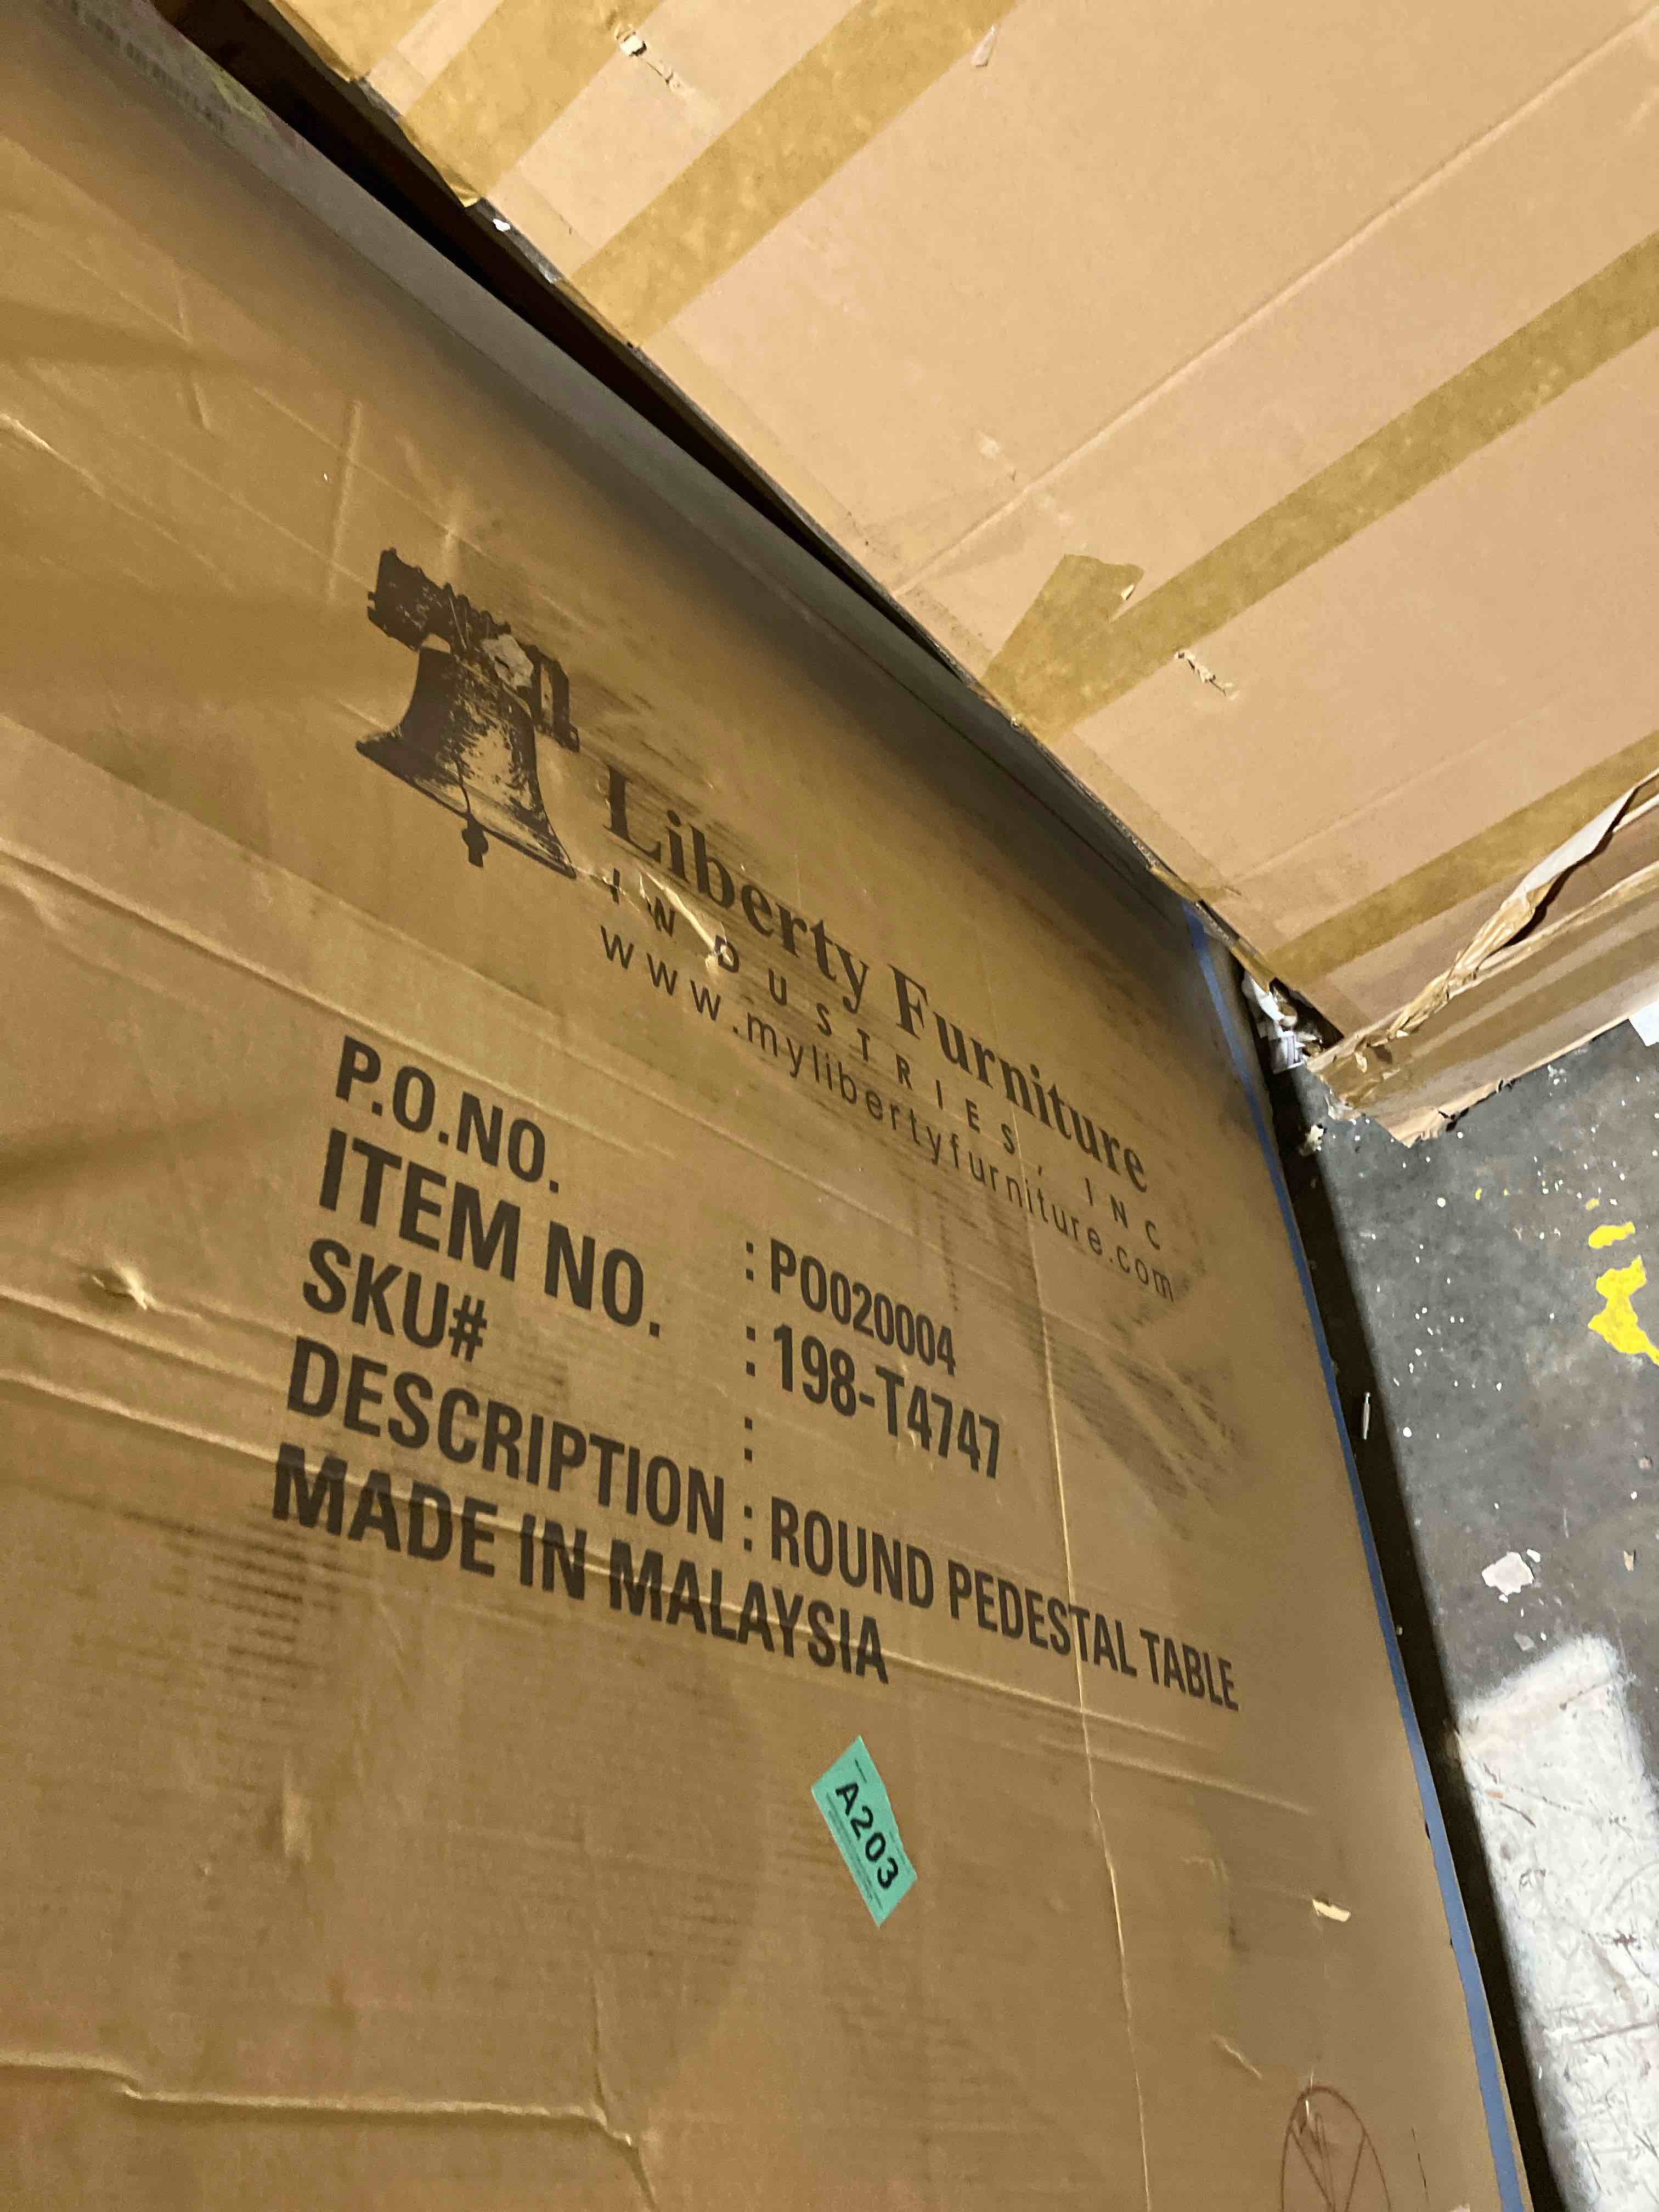 Liberty Furniture
INDUSTRIES, INC
www.mylibertyfurniture.com
P.O.NO. : PO020004
ITEM NO. : 198-T4747
SKU# :
DESCRIPTION : ROUND PEDESTAL TABLE
MADE IN MALAYSIA
A203